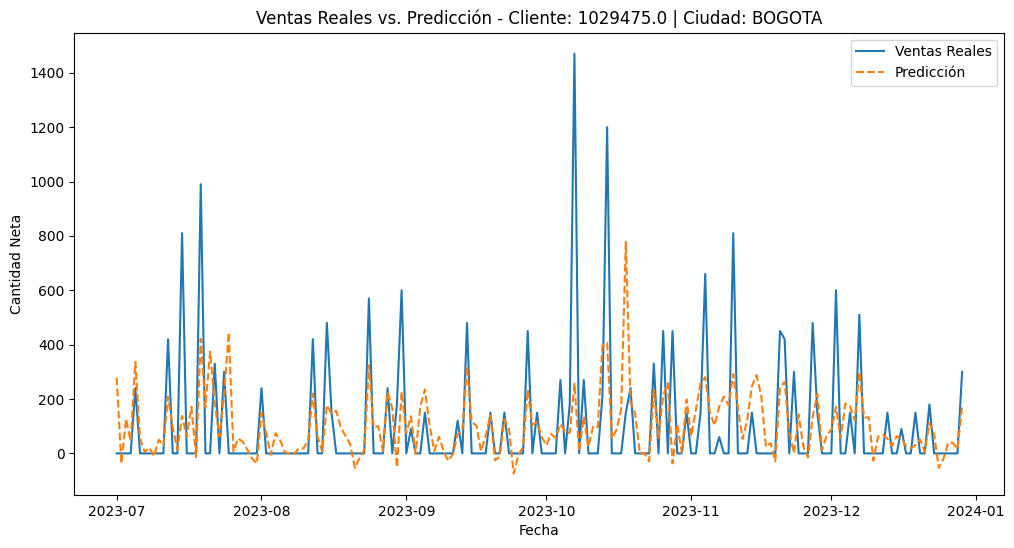 Ventas Reales vs. Predicción - Cliente: 1029475.0 | Ciudad: BOGOTA
Ventas Reales
Predicción
Cantidad Neta
1400
1200
1000
800
600
400
200
0
2023-07 2023-08 2023-09 2023-10 2023-11 2023-12 2024-01
Fecha